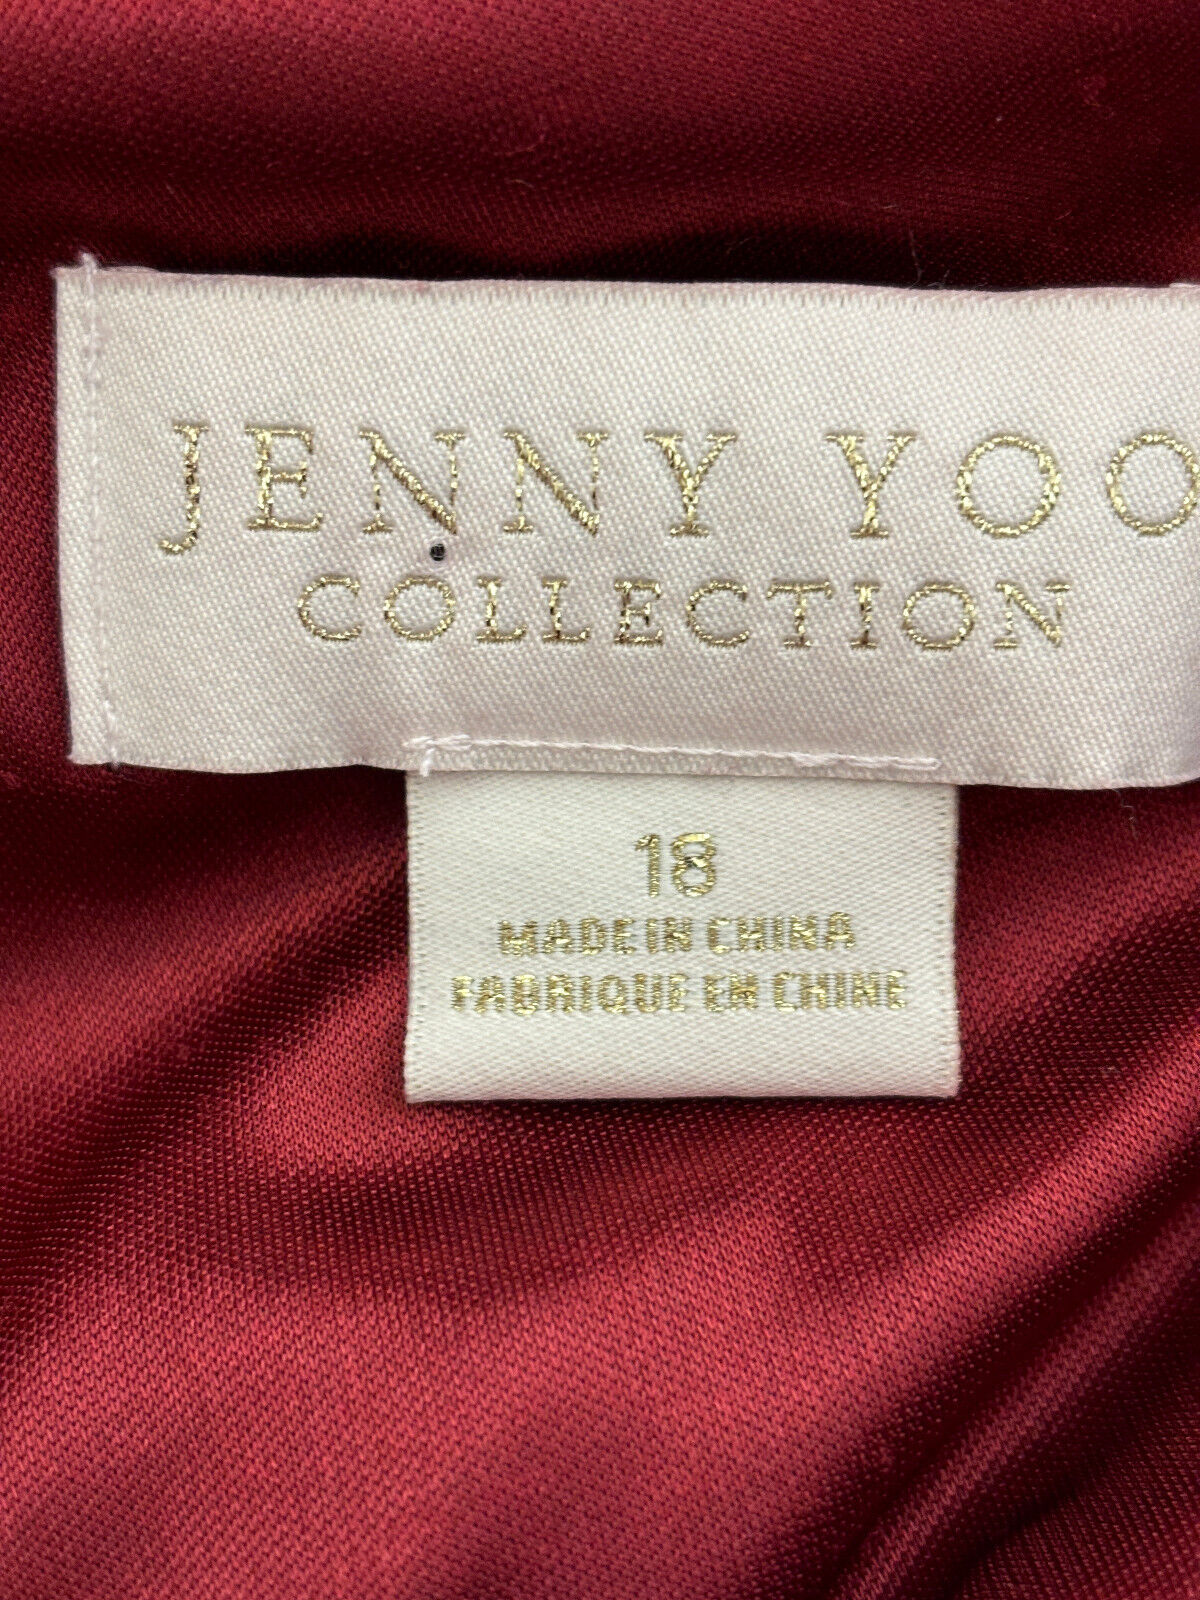 JENNY YOO
COLLECTION
18
MADE IN CHINA
FABRIQUE EN CHINE